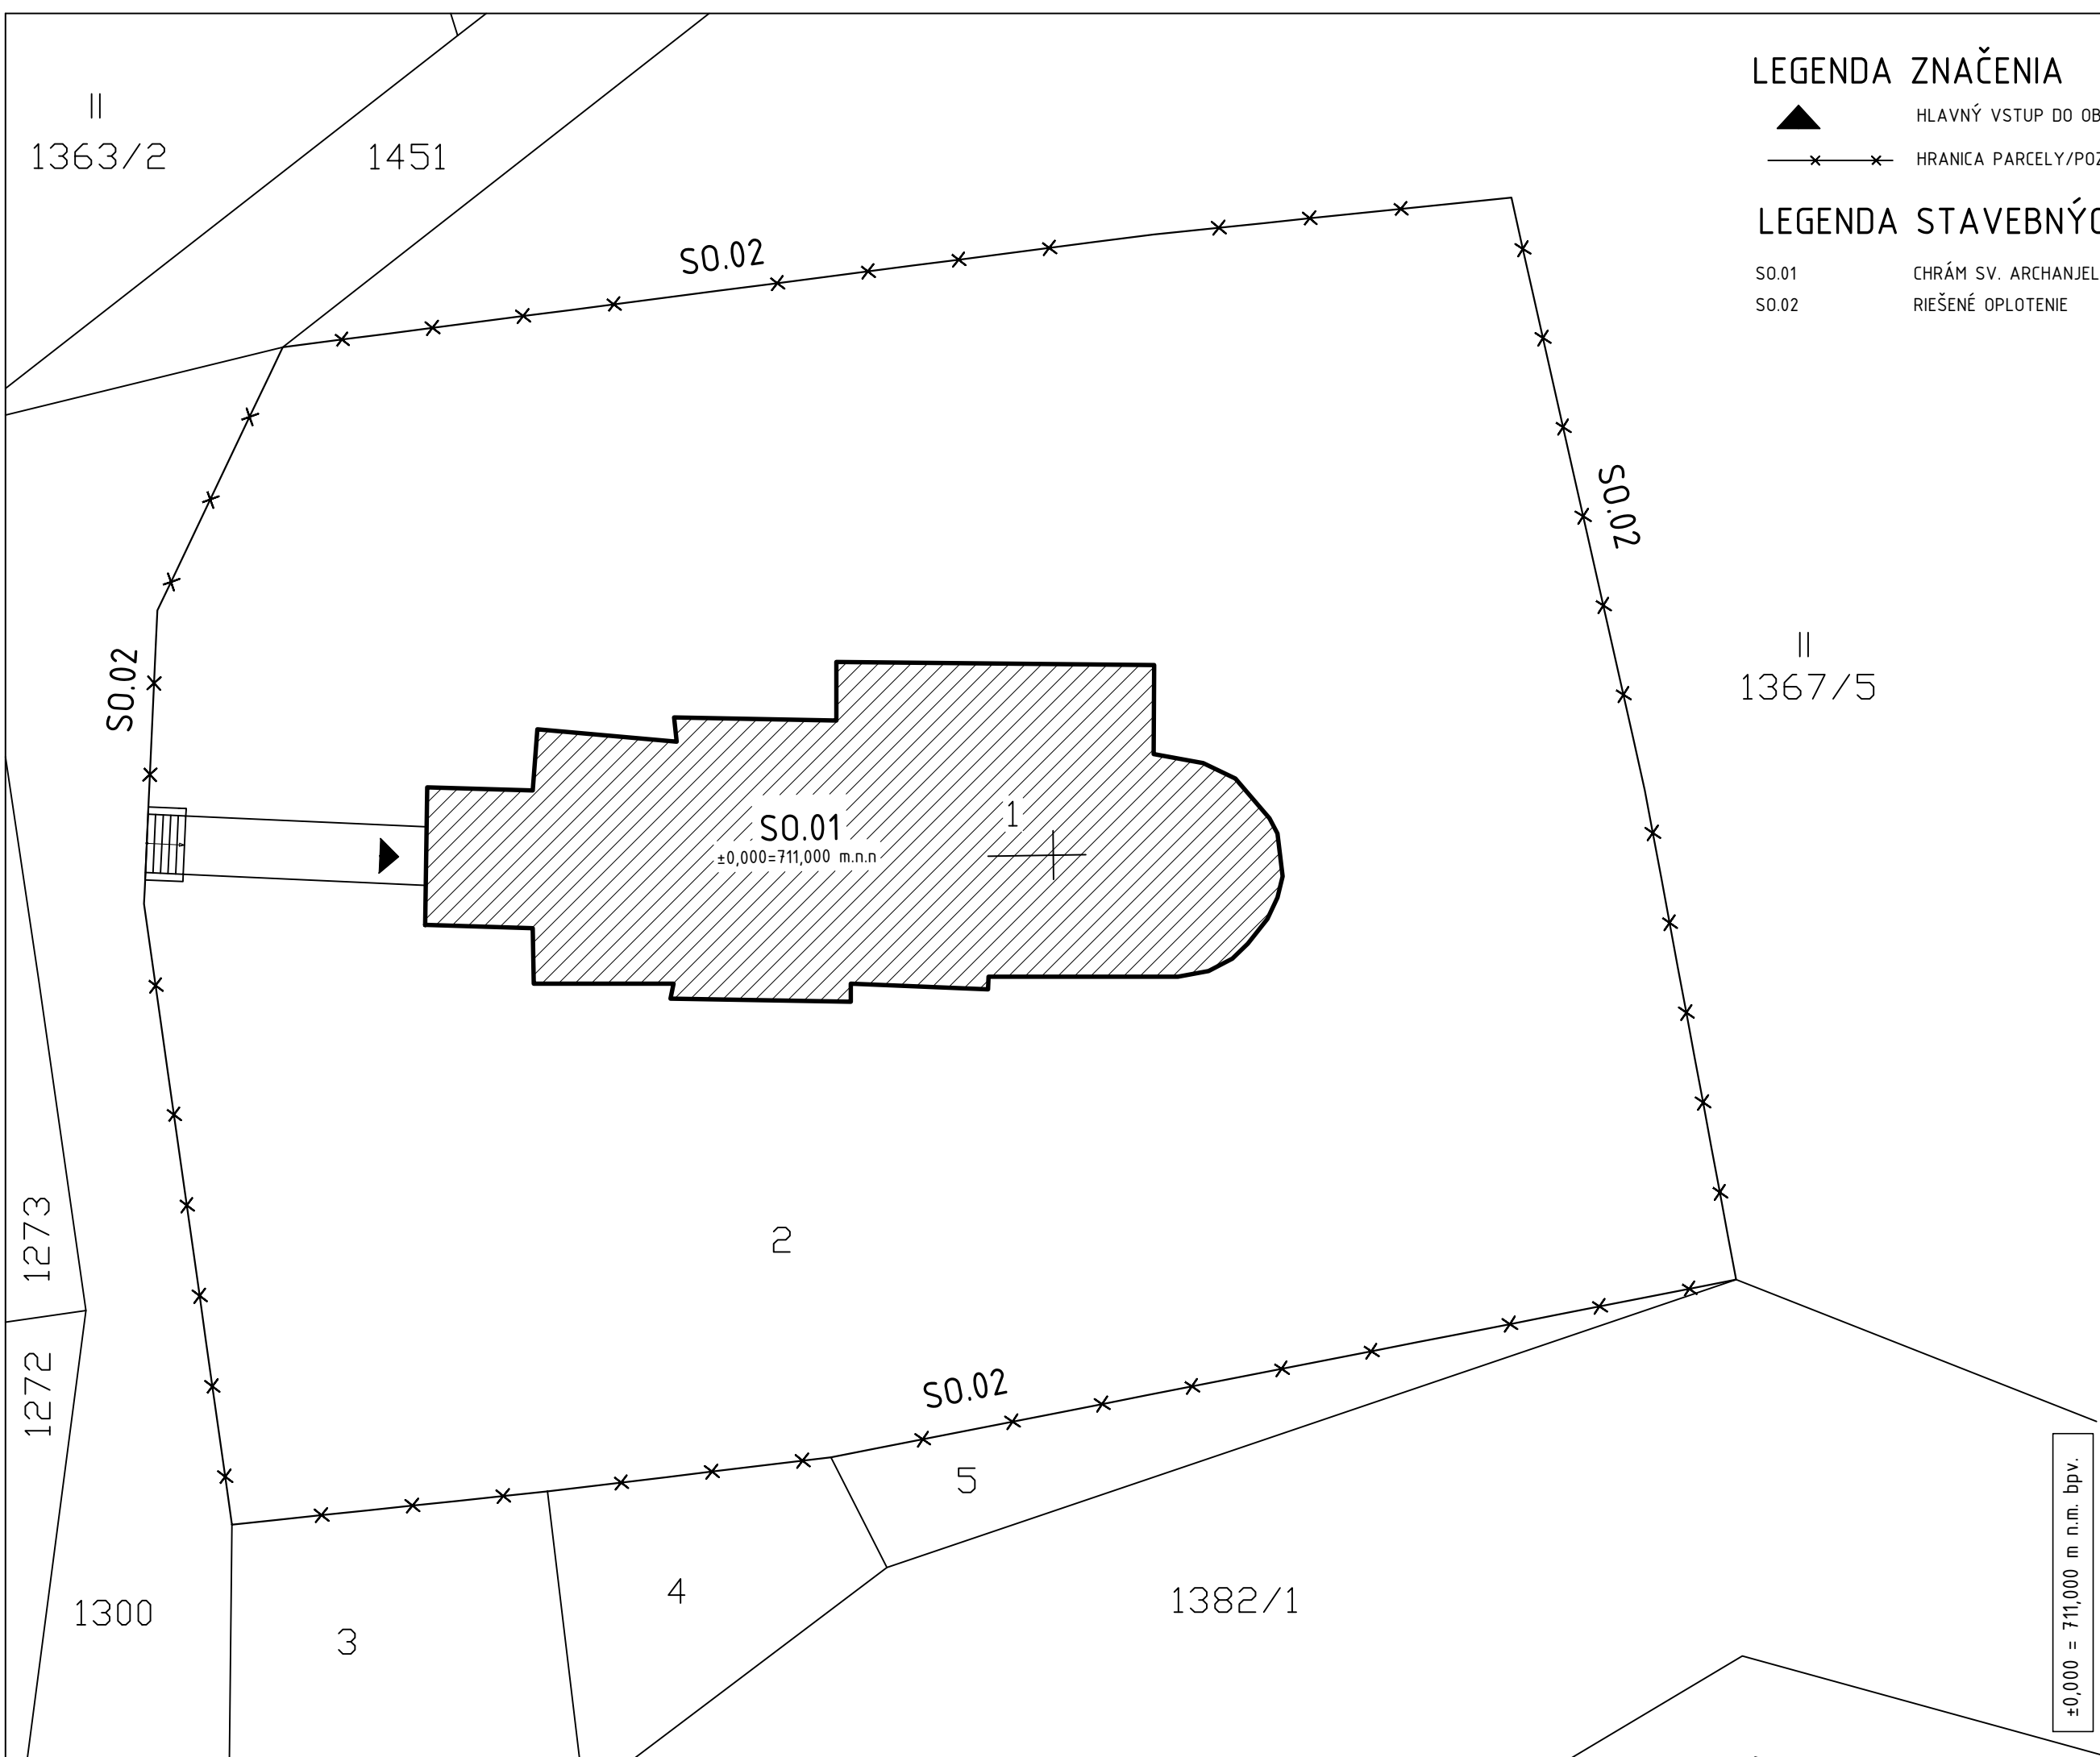 LEGENDA ZNAČENIA
HLAVNÝ VSTUP DO OB
HRANICA PARCELY/POZ
LEGENDA STAVEBNÝC
SO.01 CHRÁM SV. ARCHANJEL
SO.02 RIEŠENÉ OPLOTENIE
1363/2
1451
SO.02
SO.02
SO.02
1367/5
SO.01
±0,000=711,000 m.n.n
1
2
1273
1272
SO.02
5
4
3
1300
1382/1
±0,000 = 711,000 m n.m. bpv.